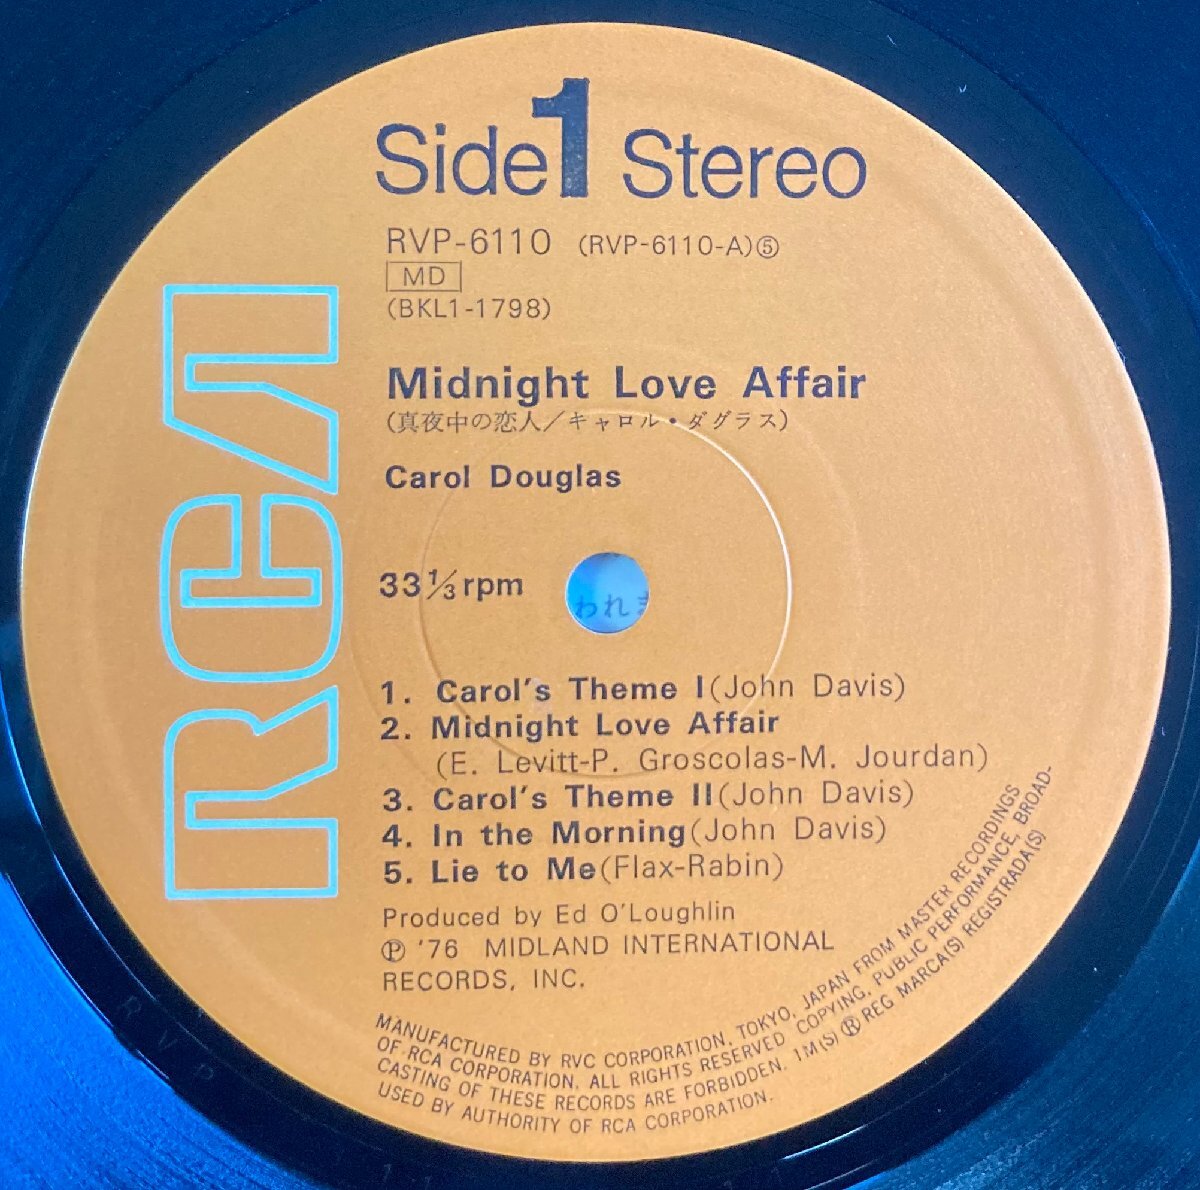 Side 1 Stereo
RVP-6110 (RVP-6110-A)⑤
MD
(BKL1-1798)
Midnight Love Affair
(真夜中の恋人/キャロル・ダグラス)
Carol Douglas
33 1/3 rpm
われ
1. Carol's Theme I (John Davis)
2. Midnight Love Affair
(E. Levitt-P. Groscolas-M. Jourdan)
3. Carol's Theme II (John Davis)
4. In the Morning (John Davis)
5. Lie to Me (Flax-Rabin)
Produced by Ed O'Loughlin
Ⓟ '76 MIDLAND INTERNATIONAL
RECORDS, INC.
MANUFACTURED BY RVC CORPORATION, TOKYO, JAPAN FROM MASTER RECORDINGS
OF RCA CORPORATION. ALL RIGHTS RESERVED COPYING, PUBLIC PERFORMANCE, BROAD-
CASTING OF THESE RECORDS ARE FORBIDDEN. TM(S) ® REG MARCA(S) REGISTRADA(S)
USED BY AUTHORITY OF RCA CORPORATION.
RCA
RVP